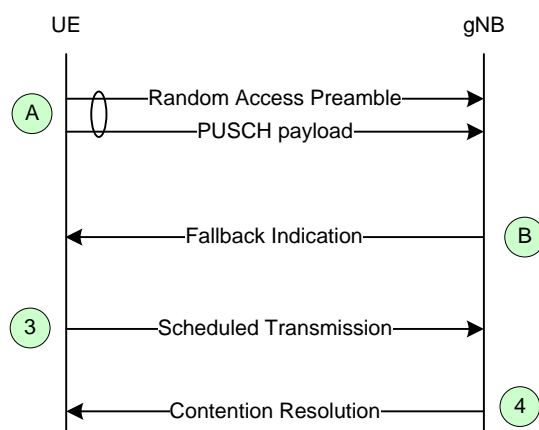 UE gNB
A Random Access Preamble
PUSCH payload
Fallback Indication B
3 Scheduled Transmission
Contention Resolution 4